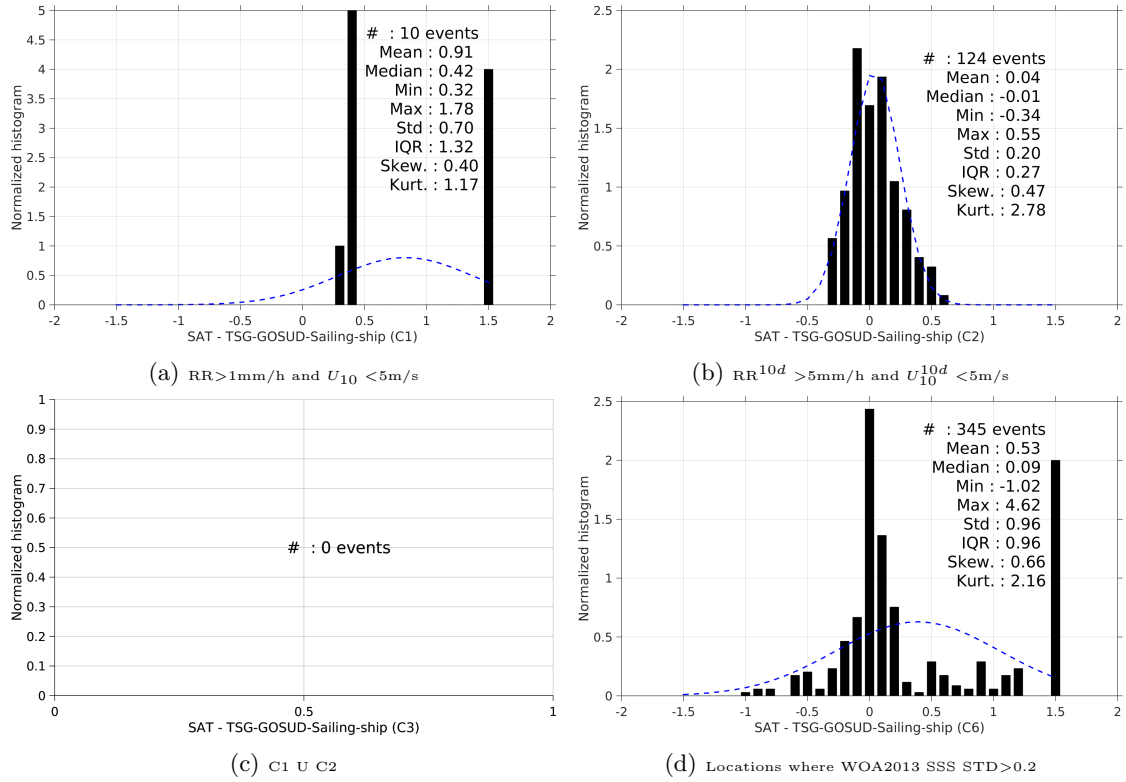 5
4.5
4
3.5
3
2.5
2
1.5
1
0.5
0
-2 -1.5 -1 -0.5 0 0.5 1 1.5 2
Normalized histogram
# : 10 events
Mean : 0.91
Median : 0.42
Min : 0.32
Max : 1.78
Std : 0.70
IQR : 1.32
Skew. : 0.40
Kurt. : 1.17
SAT - TSG-GOSUD-Sailing-ship (C1)
(a) RR>1mm/h and U10 <5m/s
2.5
2
1.5
1
0.5
0
-2 -1.5 -1 -0.5 0 0.5 1 1.5 2
Normalized histogram
# : 124 events
Mean : 0.04
Median : -0.01
Min : -0.34
Max : 0.55
Std : 0.20
IQR : 0.27
Skew. : 0.47
Kurt. : 2.78
SAT - TSG-GOSUD-Sailing-ship (C2)
(b) RR^10d >5mm/h and U10^10d <5m/s
1
0.9
0.8
0.7
0.6
0.5
0.4
0.3
0.2
0.1
0
0 0.5 1
Normalized histogram
# : 0 events
SAT - TSG-GOSUD-Sailing-ship (C3)
(c) C1 U C2
2.5
2
1.5
1
0.5
0
-2 -1.5 -1 -0.5 0 0.5 1 1.5 2
Normalized histogram
# : 345 events
Mean : 0.53
Median : 0.09
Min : -1.02
Max : 4.62
Std : 0.96
IQR : 0.96
Skew. : 0.66
Kurt. : 2.16
SAT - TSG-GOSUD-Sailing-ship (C6)
(d) Locations where WOA2013 SSS STD>0.2